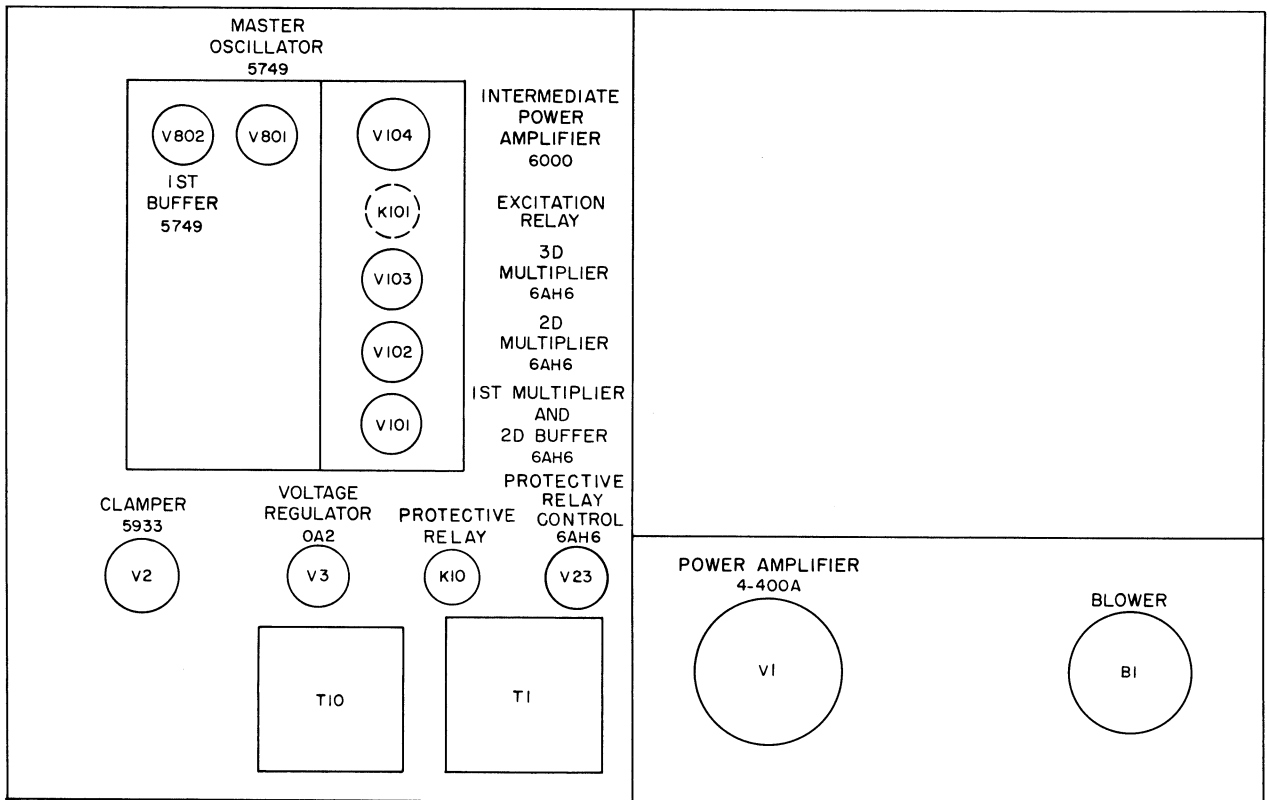 MASTER
OSCILLATOR
5749
V802
V801
1ST
BUFFER
5749
V104
INTERMEDIATE
POWER
AMPLIFIER
6000
K101
EXCITATION
RELAY
V103
3D
MULTIPLIER
6AH6
V102
2D
MULTIPLIER
6AH6
V101
1ST MULTIPLIER
AND
2D BUFFER
6AH6
CLAMPER
5933
V2
VOLTAGE
REGULATOR
OA2
V3
PROTECTIVE
RELAY
K10
PROTECTIVE
RELAY
CONTROL
6AH6
V23
T10
T1
POWER AMPLIFIER
4-400A
V1
BLOWER
B1